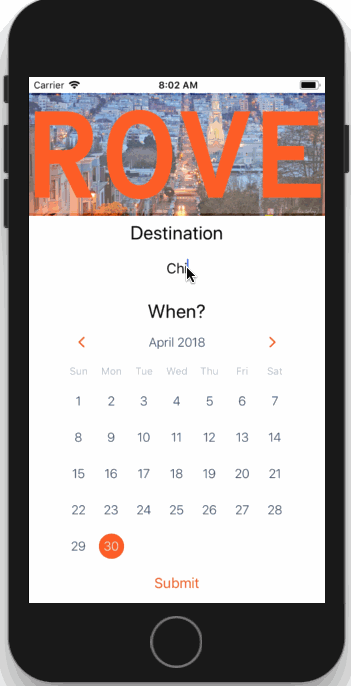 Carrier 8:02 AM
ROVE
Destination
Chi
When?
April 2018
Sun Mon Tue Wed Thu Fri Sat
1 2 3 4 5 6 7
8 9 10 11 12 13 14
15 16 17 18 19 20 21
22 23 24 25 26 27 28
29 30
Submit